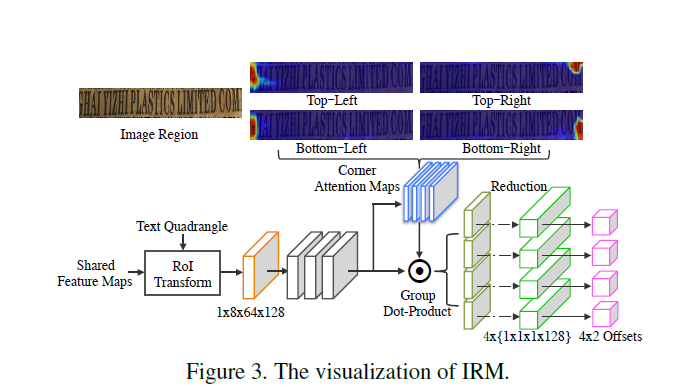 GHAI YIZHI PLASTICS LIMITED COM
Image Region
Top-Left
Top-Right
Bottom-Left
Bottom-Right
Corner
Attention Maps
Reduction
Text Quadrangle
Shared
Feature Maps
RoI
Transform
1x8x64x128
Group
Dot-Product
4x{1x1x1x128}
4x2 Offsets
Figure 3. The visualization of IRM.